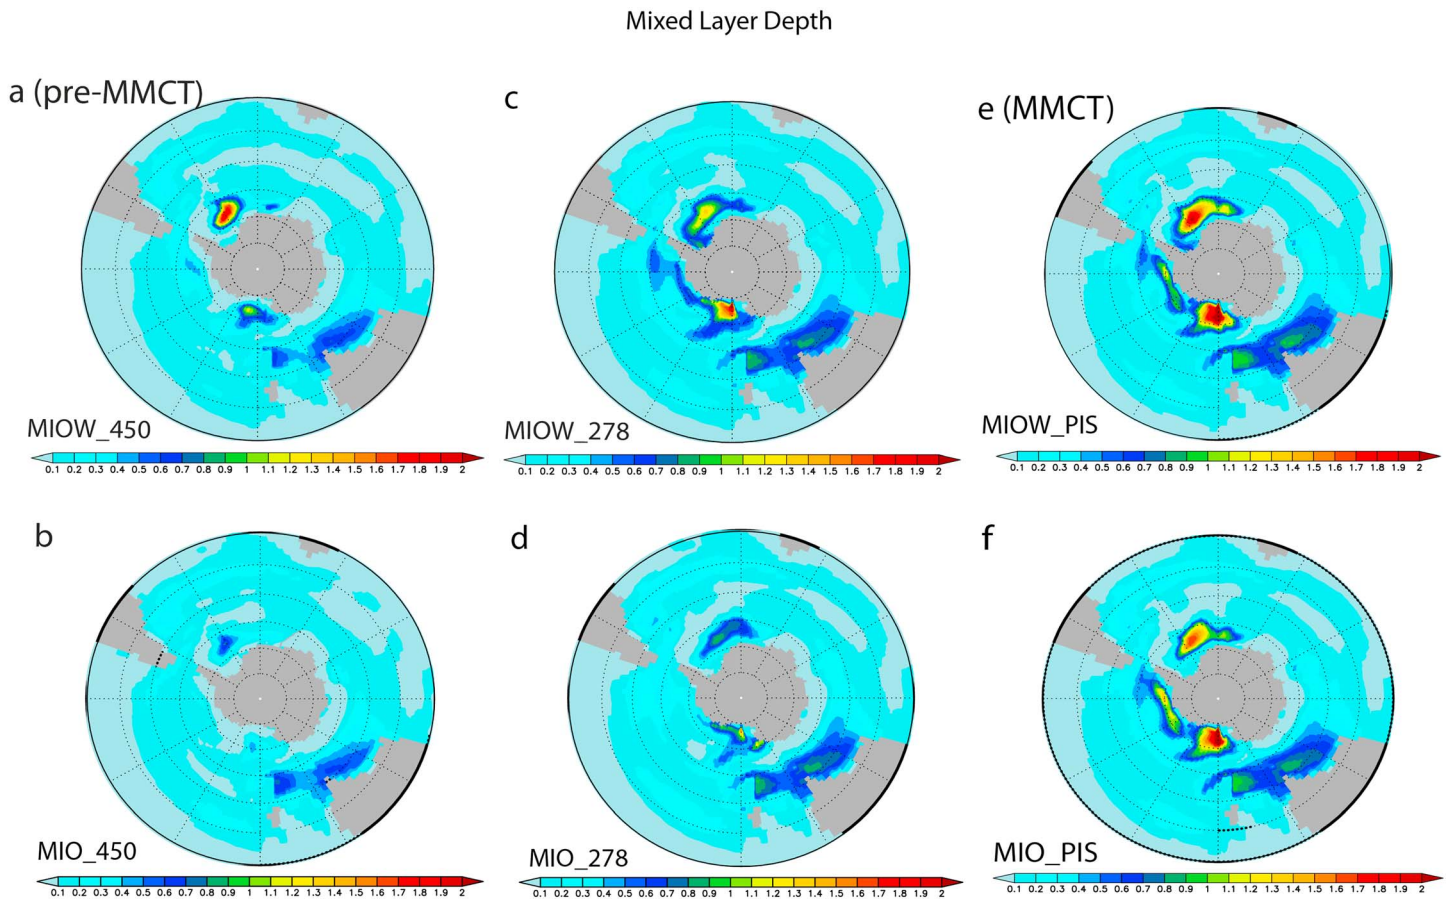 Mixed Layer Depth
a (pre-MMCT)
c
e (MMCT)
MIOW_450
MIOW_278
MIOW_PIS
0.1 0.2 0.3 0.4 0.5 0.6 0.7 0.8 0.9 1 1.1 1.2 1.3 1.4 1.5 1.6 1.7 1.8 1.9 2
0.1 0.2 0.3 0.4 0.5 0.6 0.7 0.8 0.9 1 1.1 1.2 1.3 1.4 1.5 1.6 1.7 1.8 1.9 2
0.1 0.2 0.3 0.4 0.5 0.6 0.7 0.8 0.9 1 1.1 1.2 1.3 1.4 1.5 1.6 1.7 1.8 1.9 2
b
d
f
MIO_450
MIO_278
MIO_PIS
0.1 0.2 0.3 0.4 0.5 0.6 0.7 0.8 0.9 1 1.1 1.2 1.3 1.4 1.5 1.6 1.7 1.8 1.9 2
0.1 0.2 0.3 0.4 0.5 0.6 0.7 0.8 0.9 1 1.1 1.2 1.3 1.4 1.5 1.6 1.7 1.8 1.9 2
0.1 0.2 0.3 0.4 0.5 0.6 0.7 0.8 0.9 1 1.1 1.2 1.3 1.4 1.5 1.6 1.7 1.8 1.9 2